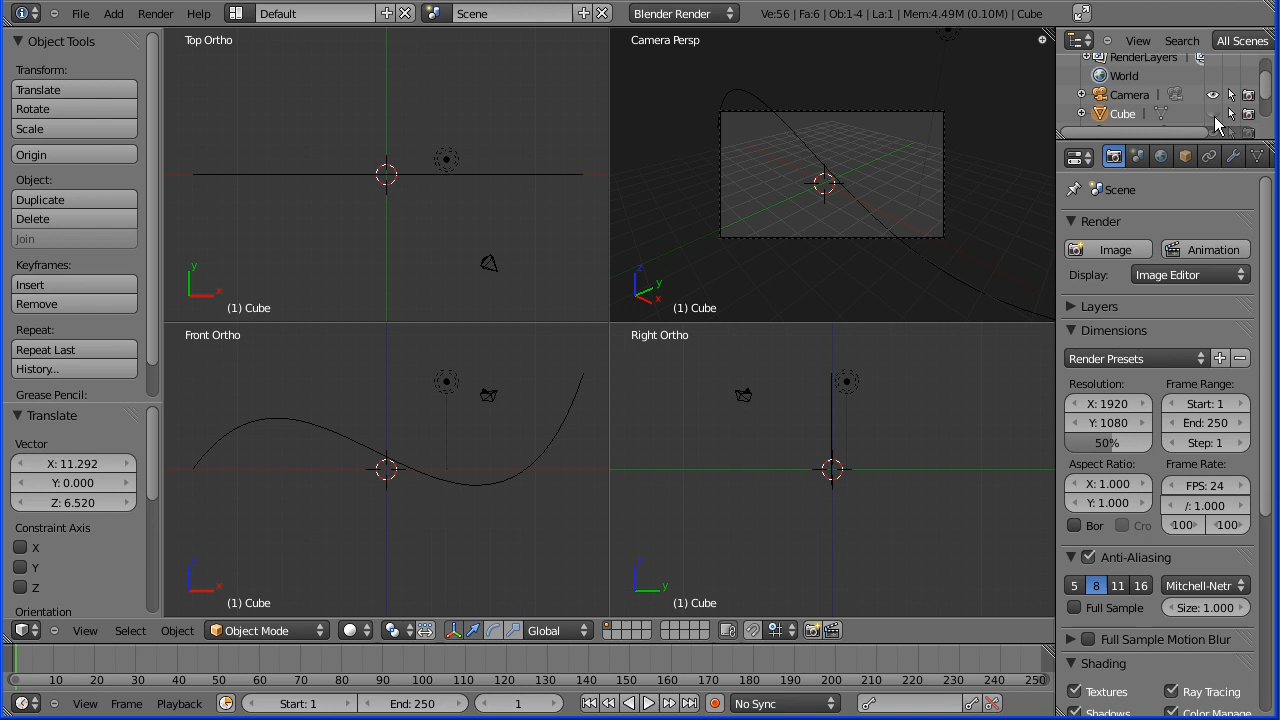 File Add Render Help Default Scene Blender Render Ve:56 | Fa:6 | Ob:1-4 | La:1 | Mem:4.49M (0.10M) | Cube
Object Tools
Transform:
Translate
Rotate
Scale
Origin
Object:
Duplicate
Delete
Join
Keyframes:
Insert
Remove
Repeat:
Repeat Last
History...
Grease Pencil:
Translate
Vector
X: 11.292
Y: 0.000
Z: 6.520
Constraint Axis
X
Y
Z
Orientation
Top Ortho
y
x
(1) Cube
Camera Persp
z
y
x
(1) Cube
Front Ortho
z
x
(1) Cube
Right Ortho
z
y
(1) Cube
View Search All Scenes
RenderLayers
World
Camera
Cube
Scene
Render
Image Animation
Display: Image Editor
Layers
Dimensions
Render Presets
Resolution: Frame Range:
X: 1920 Start: 1
Y: 1080 End: 250
50% Step: 1
Aspect Ratio: Frame Rate:
X: 1.000 FPS: 24
Y: 1.000 /: 1.000
Bor Cro 100 100
Anti-Aliasing
5 8 11 16 Mitchell-Netr
Full Sample Size: 1.000
Full Sample Motion Blur
Shading
Textures Ray Tracing
Shadows Color Manage
View Select Object Object Mode Global
0 10 20 30 40 50 60 70 80 90 100 110 120 130 140 150 160 170 180 190 200 210 220 230 240 250
View Frame Playback Start: 1 End: 250 1 No Sync